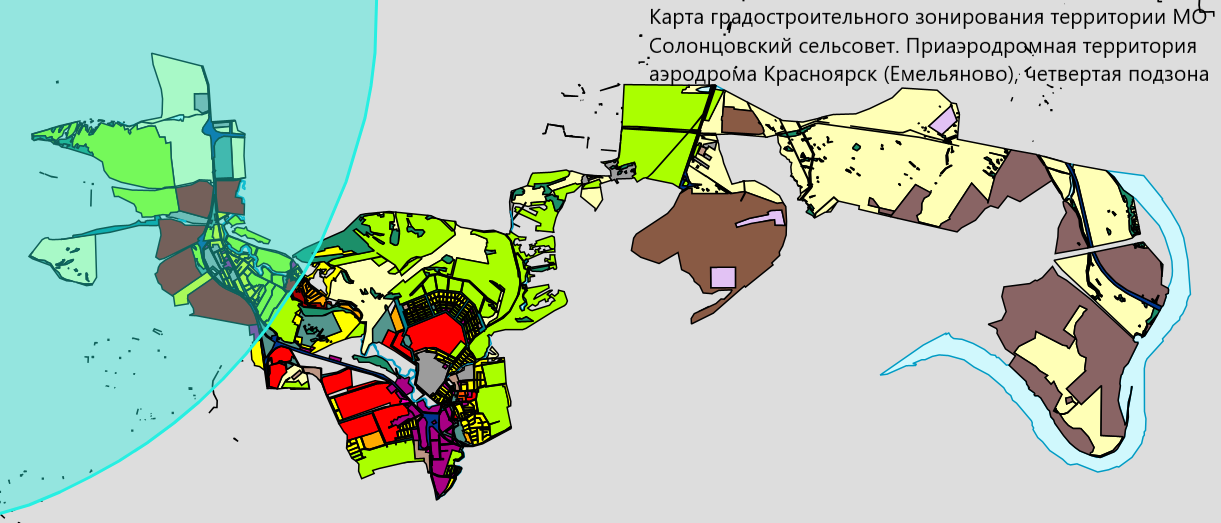 Карта градостроительного зонирования территории МО
Солонцовский сельсовет. Приаэродромная территория
аэродрома Красноярск (Емельяново), четвертая подзона